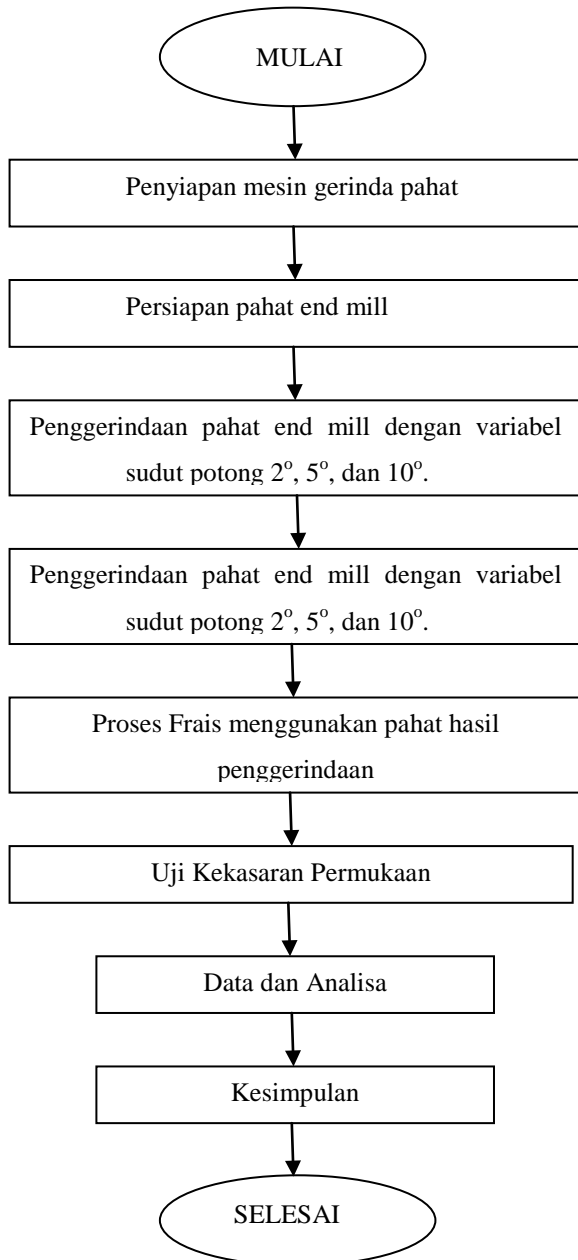 MULAI
Penyiapan mesin gerinda pahat
Persiapan pahat end mill
Penggerindaan pahat end mill dengan variabel
sudut potong 2°, 5°, dan 10°.
Penggerindaan pahat end mill dengan variabel
sudut potong 2°, 5°, dan 10°.
Proses Frais menggunakan pahat hasil
penggerindaan
Uji Kekasaran Permukaan
Data dan Analisa
Kesimpulan
SELESAI